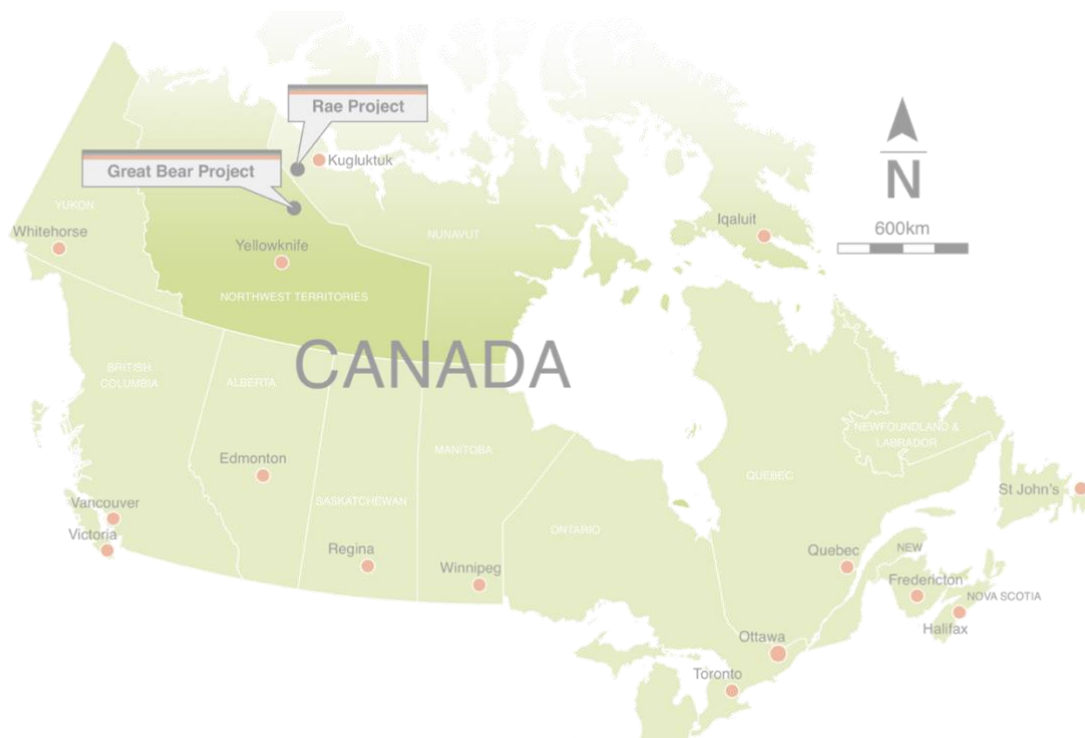 Rae Project
Kugluktuk
Great Bear Project
YUKON
Whitehorse
Yellowknife
NUNAVUT
Iqaluit
N
600km
NORTHWEST TERRITORIES
CANADA
BRITISH
COLUMBIA
ALBERTA
NEWFOUNDLAND &
LABRADOR
MANITOBA
Edmonton
QUEBEC
SASKATCHEWAN
St John's
Vancouver
ONTARIO
Victoria
Regina
Quebec
NEW
Winnipeg
Fredericton
NOVA SCOTIA
Halifax
Ottawa
Toronto